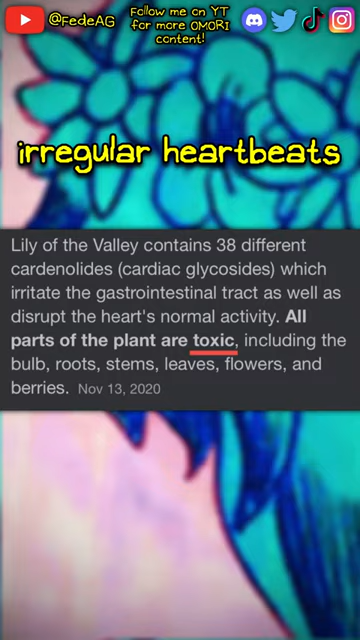 @FedeAG
Follow me on YT
for more OMORI
content!
irregular heartbeats
Lily of the Valley contains 38 different
cardenolides (cardiac glycosides) which
irritate the gastrointestinal tract as well as
disrupt the heart's normal activity. All
parts of the plant are toxic, including the
bulb, roots, stems, leaves, flowers, and
berries. Nov 13, 2020